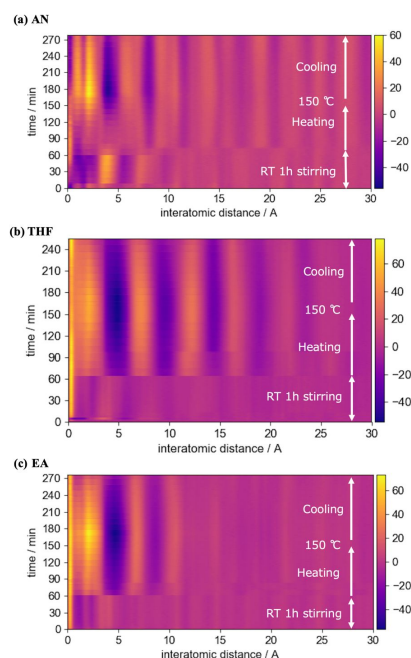 (a) AN
270
240
210
180
150
120
90
60
30
0
time / min
Cooling
150 ℃
Heating
RT 1h stirring
0 5 10 15 20 25 30
interatomic distance / A
60
40
20
0
−20
−40
(b) THF
240
210
180
150
120
90
60
30
0
time / min
Cooling
150 ℃
Heating
RT 1h stirring
0 5 10 15 20 25 30
interatomic distance / A
60
40
20
0
−20
−40
(c) EA
270
240
210
180
150
120
90
60
30
0
time / min
Cooling
150 ℃
Heating
RT 1h stirring
0 5 10 15 20 25 30
interatomic distance / A
60
40
20
0
−20
−40